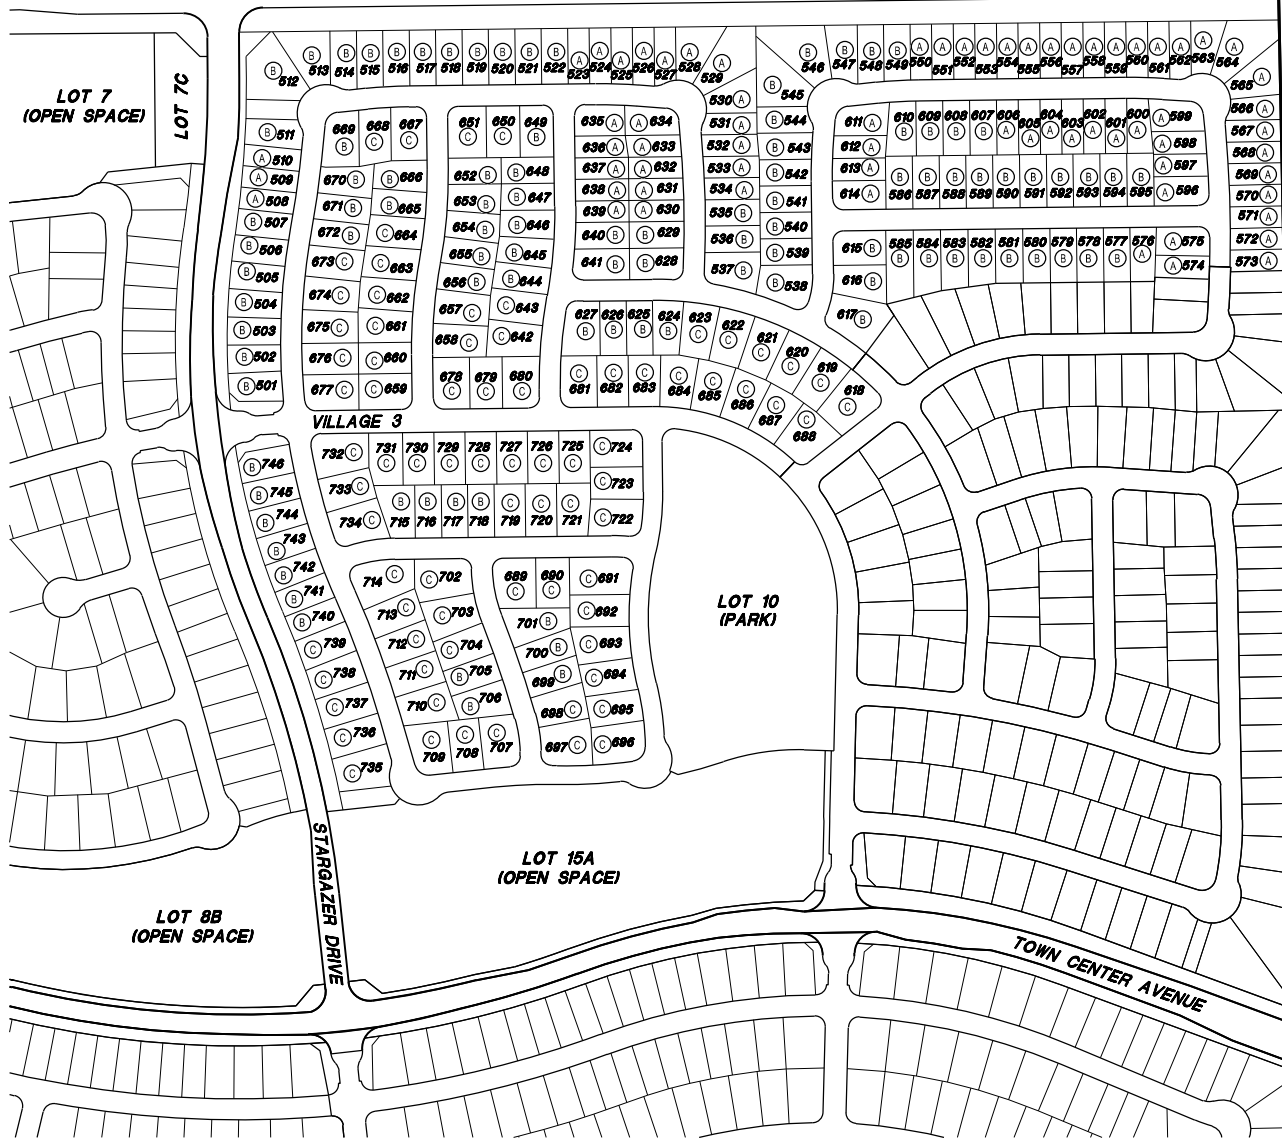 LOT 7
(OPEN SPACE)
LOT 7C
B 512
B 513
B 514
B 515
B 516
B 517
B 518
B 519
B 520
B 521
B 522
A 523
A 524
A 525
A 526
A 527
A 528
A 529
530 A
531 A
532 A
533 A
534 A
535 B
536 B
537 B
B 546
B 547
B 548
B 549
A 550
A 551
A 552
A 553
A 554
A 555
A 556
A 557
A 558
A 559
A 560
A 561
A 562
A 563
A 564
565 A
566 A
567 A
568 A
569 A
570 A
571 A
572 A
573 A
B 545
B 544
B 543
B 542
B 541
B 540
B 539
B 538
B 511
A 510
A 509
A 508
B 507
B 506
B 505
B 504
B 503
B 502
B 501
669 B
668 C
667 C
670 B
B 666
671 B
B 665
672 B
C 664
673 C
C 663
674 C
C 662
675 C
C 661
676 C
C 660
677 C
C 659
651 C
650 C
649 B
652 B
B 648
653 B
B 647
654 B
B 646
655 B
B 645
656 B
B 644
657 C
C 643
658 C
C 642
678 C
679 C
680 C
635 A
A 634
636 A
A 633
637 A
A 632
638 A
A 631
639 A
A 630
640 B
B 629
641 B
B 628
611 A
612 A
613 A
614 A
610 B
609 B
608 B
607 B
606 A
605 A
604 A
603 A
602 A
601 A
600 A
A 599
A 598
A 597
A 596
B 586
B 587
B 588
B 589
B 590
B 591
B 592
B 593
B 594
B 595
615 B
616 B
617 B
585 B
584 B
583 B
582 B
581 B
580 B
579 B
578 B
577 B
576 A
A 575
A 574
627 B
626 B
625 B
624 B
623 C
622 C
621 C
620 C
619 C
618 C
C 681
C 682
C 683
C 684
C 685
C 686
C 687
C 688
VILLAGE 3
732 C
733 C
734 C
731 C
730 C
729 C
728 C
727 C
726 C
725 C
C 724
C 723
C 722
B 715
B 716
B 717
B 718
C 719
C 720
C 721
B 746
B 745
B 744
B 743
B 742
B 741
B 740
C 739
C 738
C 737
C 736
C 735
714 C
C 702
713 C
C 703
712 C
C 704
711 C
B 705
710 C
B 706
C 709
C 708
C 707
689 C
690 C
C 691
701 B
C 692
700 B
C 693
699 B
C 694
698 C
C 695
697 C
C 696
LOT 10
(PARK)
LOT 15A
(OPEN SPACE)
LOT 8B
(OPEN SPACE)
STARGAZER DRIVE
TOWN CENTER AVENUE